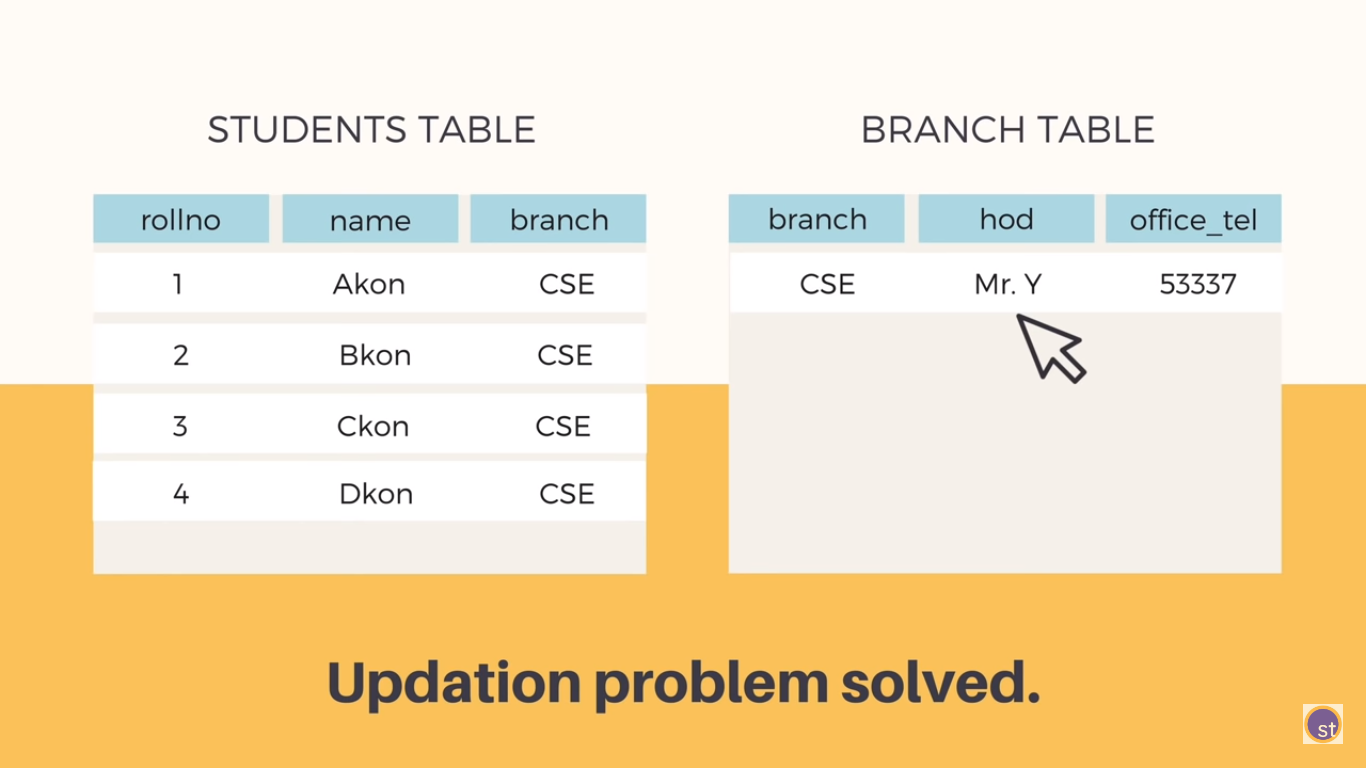 STUDENTS TABLE
rollno name branch
1 Akon CSE
2 Bkon CSE
3 Ckon CSE
4 Dkon CSE
BRANCH TABLE
branch hod office_tel
CSE Mr. Y 53337
Updation problem solved.
st